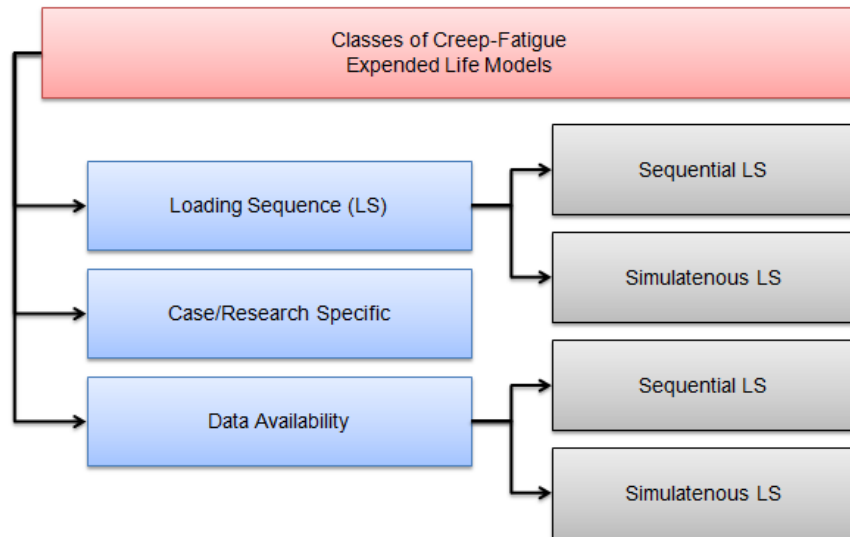 Classes of Creep-Fatigue
Expended Life Models
Loading Sequence (LS)
Sequential LS
Simulatenous LS
Case/Research Specific
Data Availability
Sequential LS
Simulatenous LS